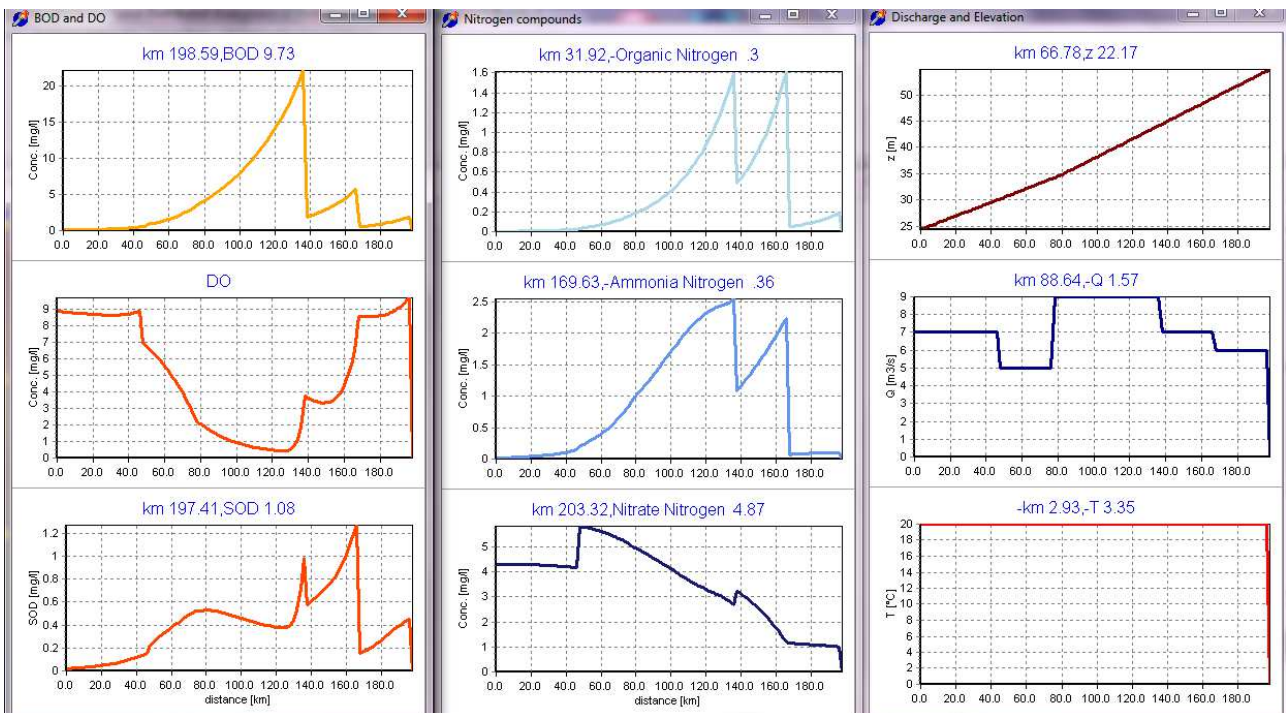 BOD and DO
km 198.59,BOD 9.73
Conc. [mg/l]
20
15
10
5
0
0.0 20.0 40.0 60.0 80.0 100.0 120.0 140.0 160.0 180.0
DO
Conc. [mg/l]
9
8
7
6
5
4
3
2
1
0
0.0 20.0 40.0 60.0 80.0 100.0 120.0 140.0 160.0 180.0
km 197.41,SOD 1.08
SOD [mg/l]
1.2
1
0.8
0.6
0.4
0.2
0
0.0 20.0 40.0 60.0 80.0 100.0 120.0 140.0 160.0 180.0
distance [km]
Nitrogen compounds
km 31.92,-Organic Nitrogen .3
Conc. [mg/l]
1.6
1.4
1.2
1
0.8
0.6
0.4
0.2
0
0.0 20.0 40.0 60.0 80.0 100.0 120.0 140.0 160.0 180.0
km 169.63,-Ammonia Nitrogen .36
Conc. [mg/l]
2.5
2
1.5
1
0.5
0
0.0 20.0 40.0 60.0 80.0 100.0 120.0 140.0 160.0 180.0
km 203.32,Nitrate Nitrogen 4.87
Conc. [mg/l]
5
4
3
2
1
0
0.0 20.0 40.0 60.0 80.0 100.0 120.0 140.0 160.0 180.0
distance [km]
Discharge and Elevation
km 66.78,z 22.17
z [m]
50
45
40
35
30
25
0.0 20.0 40.0 60.0 80.0 100.0 120.0 140.0 160.0 180.0
km 88.64,-Q 1.57
Q [m3/s]
9
8
7
6
5
4
3
2
1
0
0.0 20.0 40.0 60.0 80.0 100.0 120.0 140.0 160.0 180.0
-km 2.93,-T 3.35
T [°C]
20
18
16
14
12
10
8
6
4
2
0
0.0 20.0 40.0 60.0 80.0 100.0 120.0 140.0 160.0 180.0